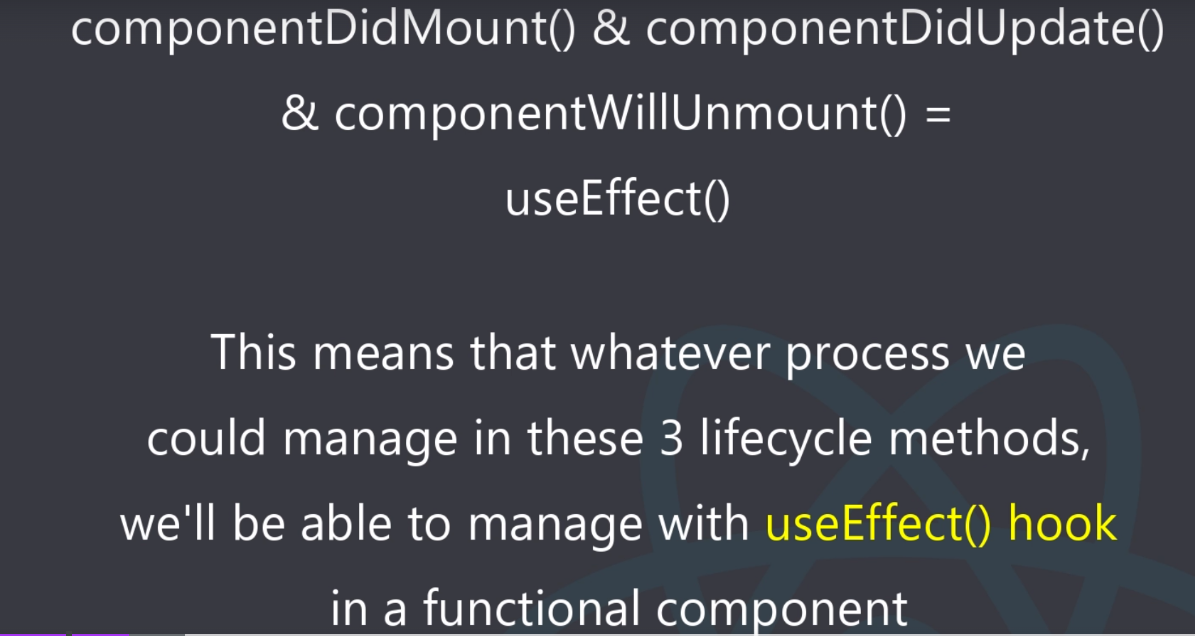 componentDidMount() & componentDidUpdate()
& componentWillUnmount() =
useEffect()
This means that whatever process we
could manage in these 3 lifecycle methods,
we'll be able to manage with useEffect() hook
in a functional component